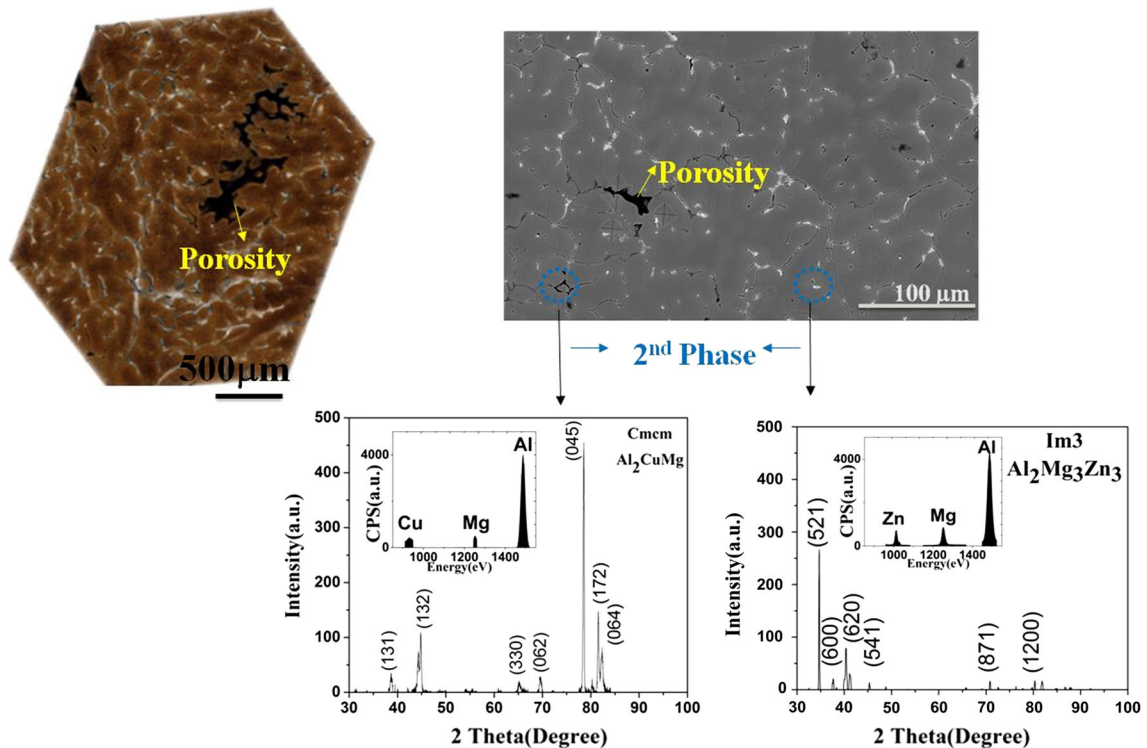 Porosity
500μm
Porosity
100 μm
2nd Phase
500
400
300
200
100
0
Intensity(a.u.)
30 40 50 60 70 80 90 100
2 Theta(Degree)
(131)
(132)
(330)
(062)
(045)
(172)
(064)
Cmcm
Al2CuMg
4000
0
CPS(a.u.)
Cu
Mg
Al
1000 1200 1400
Energy(eV)
500
400
300
200
100
0
Intensity(a.u.)
30 40 50 60 70 80 90 100
2 Theta(Degree)
(521)
(600)
(620)
(541)
(871)
(1200)
Im3
Al2Mg3Zn3
4000
0
CPS(a.u.)
Zn
Mg
Al
1000 1200 1400
Energy(eV)